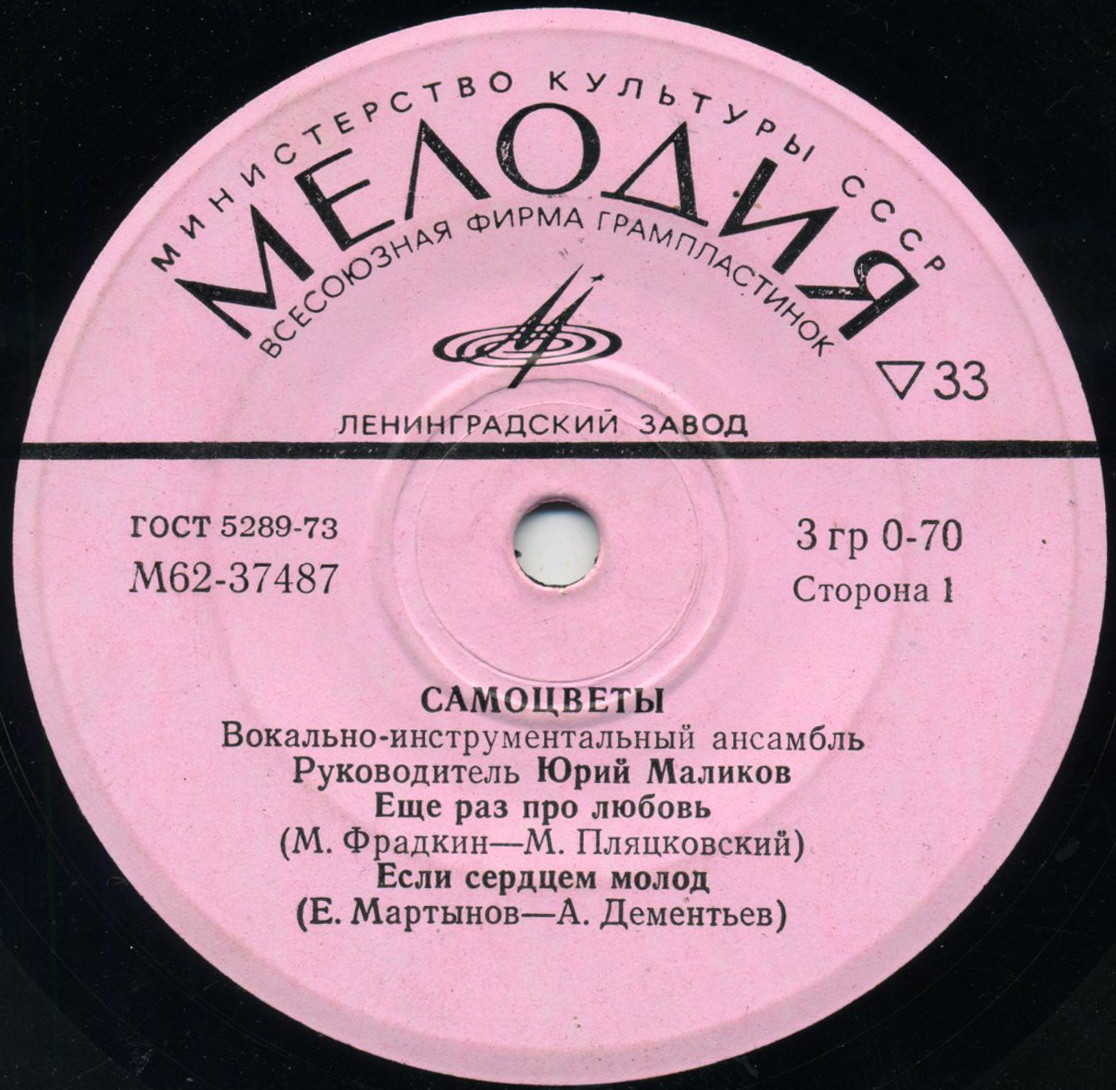 МИНИСТЕРСТВО КУЛЬТУРЫ СССР
МЕЛОДИЯ
ВСЕСОЮЗНАЯ ФИРМА ГРАМПЛАСТИНОК
▽33
ЛЕНИНГРАДСКИЙ ЗАВОД
ГОСТ 5289-73
М62-37487
3 гр 0-70
Сторона 1
САМОЦВЕТЫ
Вокально-инструментальный ансамбль
Руководитель Юрий Маликов
Еще раз про любовь
(М. Фрадкин—М. Пляцковский)
Если сердцем молод
(Е. Мартынов—А. Дементьев)